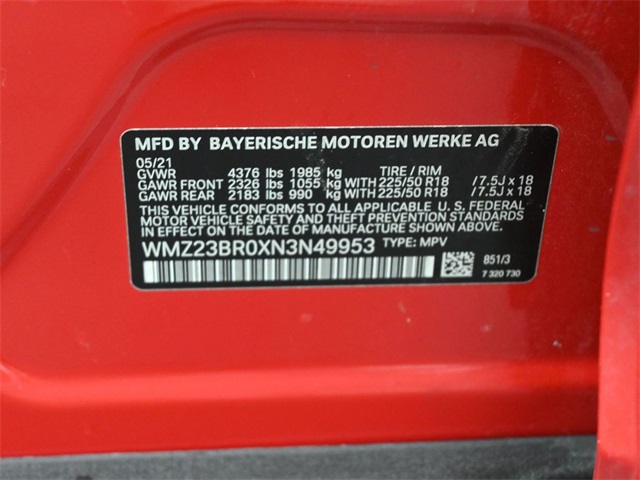 MFD BY BAYERISCHE MOTOREN WERKE AG
05/21
GVWR 4376 lbs 1985 kg TIRE / RIM
GAWR FRONT 2326 lbs 1055 kg WITH 225/50 R18 / 7.5J x 18
GAWR REAR 2183 lbs 990 kg WITH 225/50 R18 / 7.5J x 18
THIS VEHICLE CONFORMS TO ALL APPLICABLE U. S. FEDERAL
MOTOR VEHICLE SAFETY AND THEFT PREVENTION STANDARDS
IN EFFECT ON THE DATE OF MANUFACTURE SHOWN ABOVE.
WMZ23BR0XN3N49953 TYPE: MPV
851/3
7 320 730